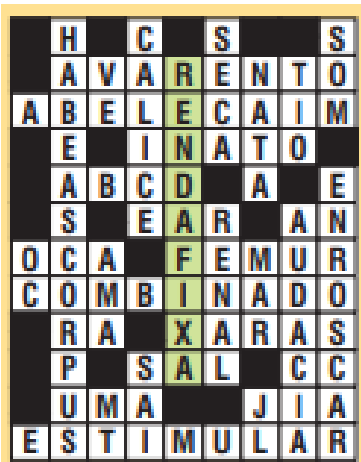 H C S S
AVARENTO
ABELECAIM
E INATO
ABCD A E
S EAR AN
OCA FEMUR
COMBINADO
RA XARAS
P SAL CC
UMA JIA
ESTIMULAR